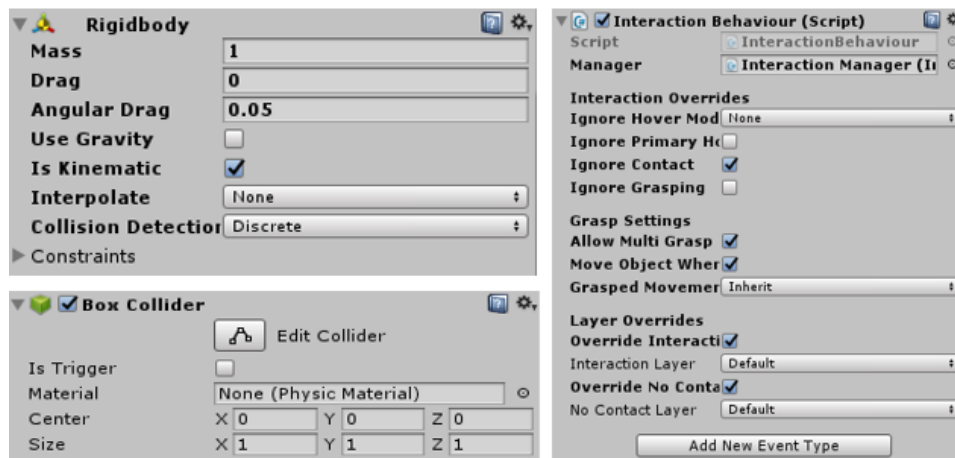 Rigidbody
Mass 1
Drag 0
Angular Drag 0.05
Use Gravity
Is Kinematic
Interpolate None
Collision Detection Discrete
Constraints
Box Collider
Edit Collider
Is Trigger
Material None (Physic Material)
Center X 0 Y 0 Z 0
Size X 1 Y 1 Z 1
Interaction Behaviour (Script)
Script InteractionBehaviour
Manager Interaction Manager (I
Interaction Overrides
Ignore Hover Mod None
Ignore Primary H
Ignore Contact
Ignore Grasping
Grasp Settings
Allow Multi Grasp
Move Object Wher
Grasped Movemer Inherit
Layer Overrides
Override Interacti
Interaction Layer Default
Override No Conta
No Contact Layer Default
Add New Event Type